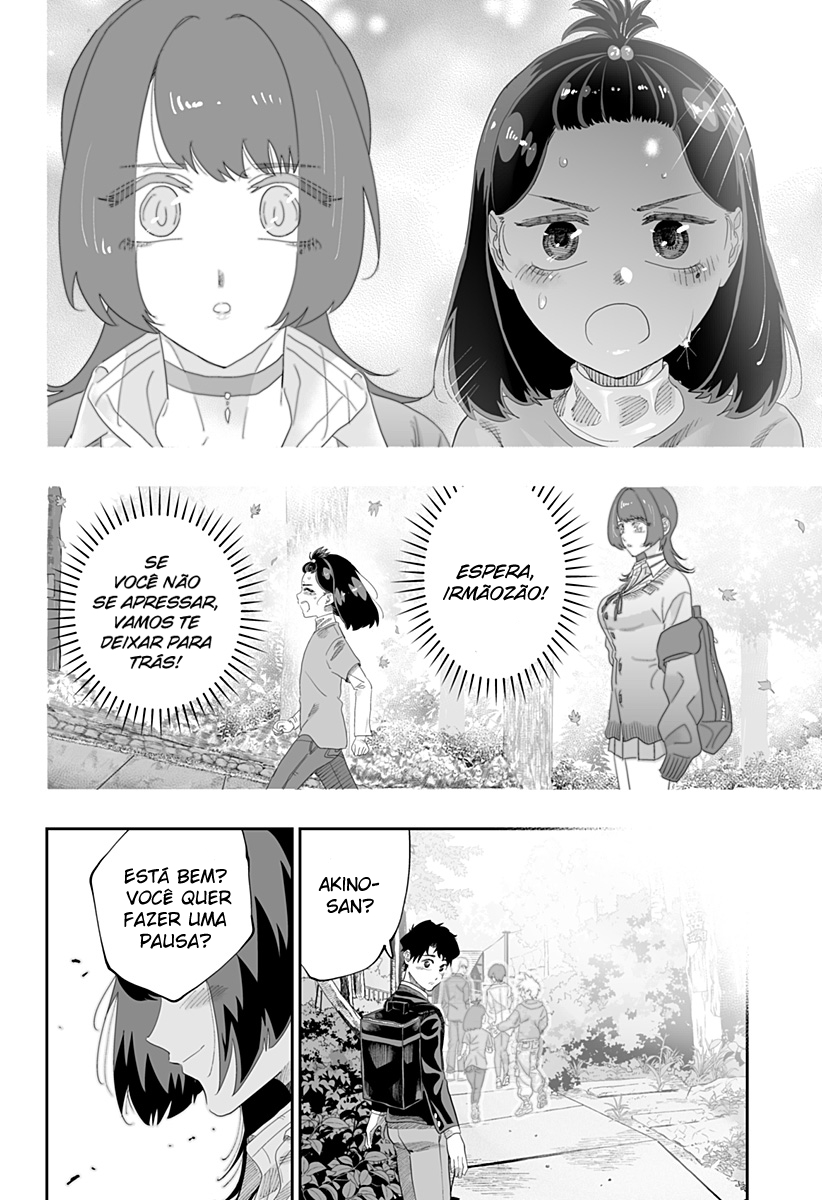 ESPERA,
IRMÃOZÃO!
SE
VOCÊ NÃO
SE APRESSAR,
VAMOS TE
DEIXAR PARA
TRÁS!
AKINO-
SAN?
ESTÁ BEM?
VOCÊ QUER
FAZER UMA
PAUSA?